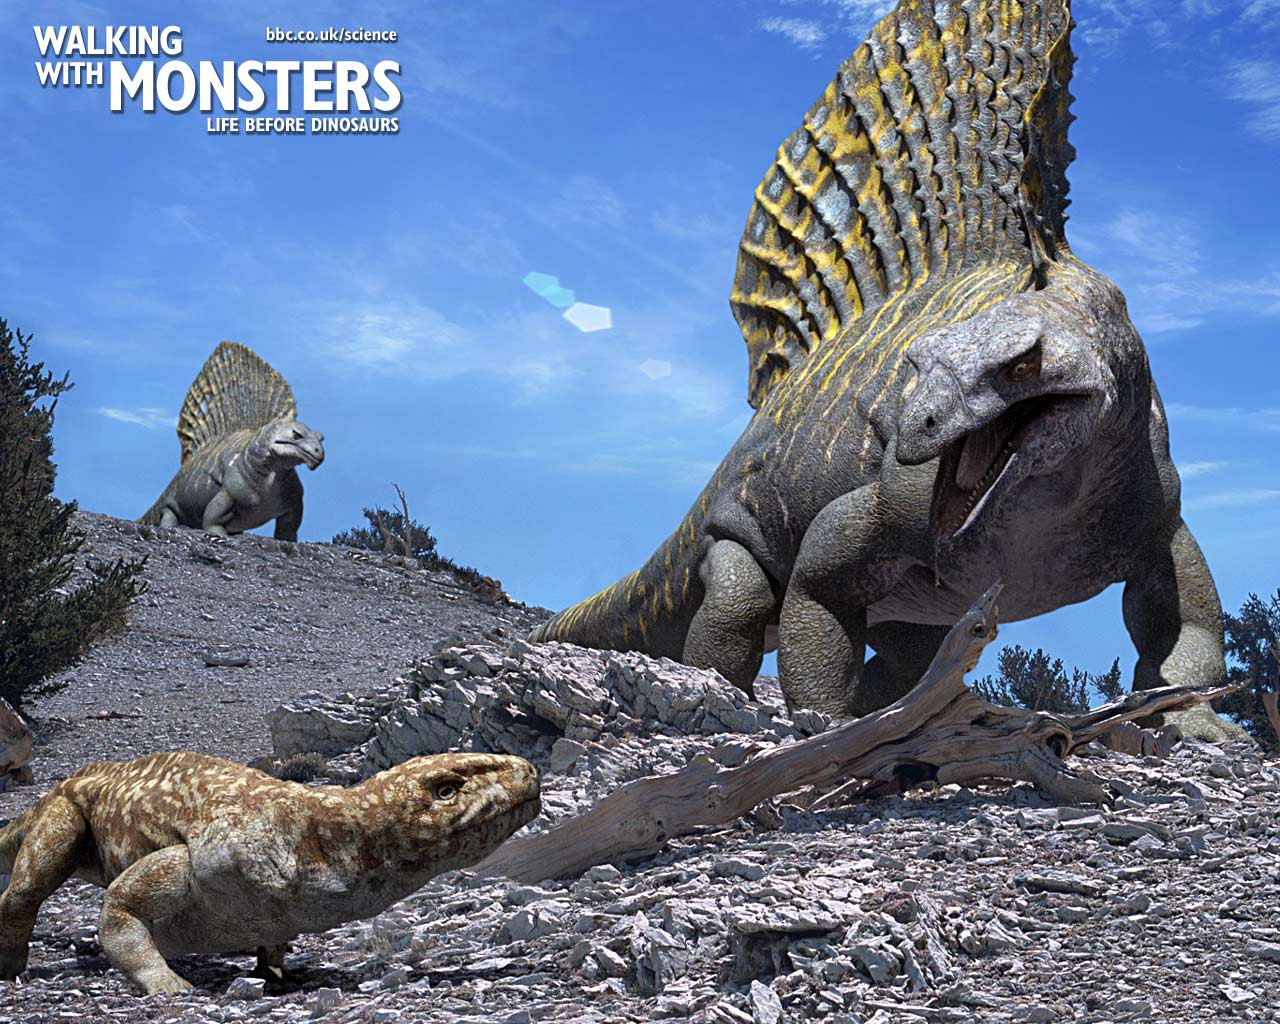 WALKING
WITH MONSTERS
LIFE BEFORE DINOSAURS
bbc.co.uk/science